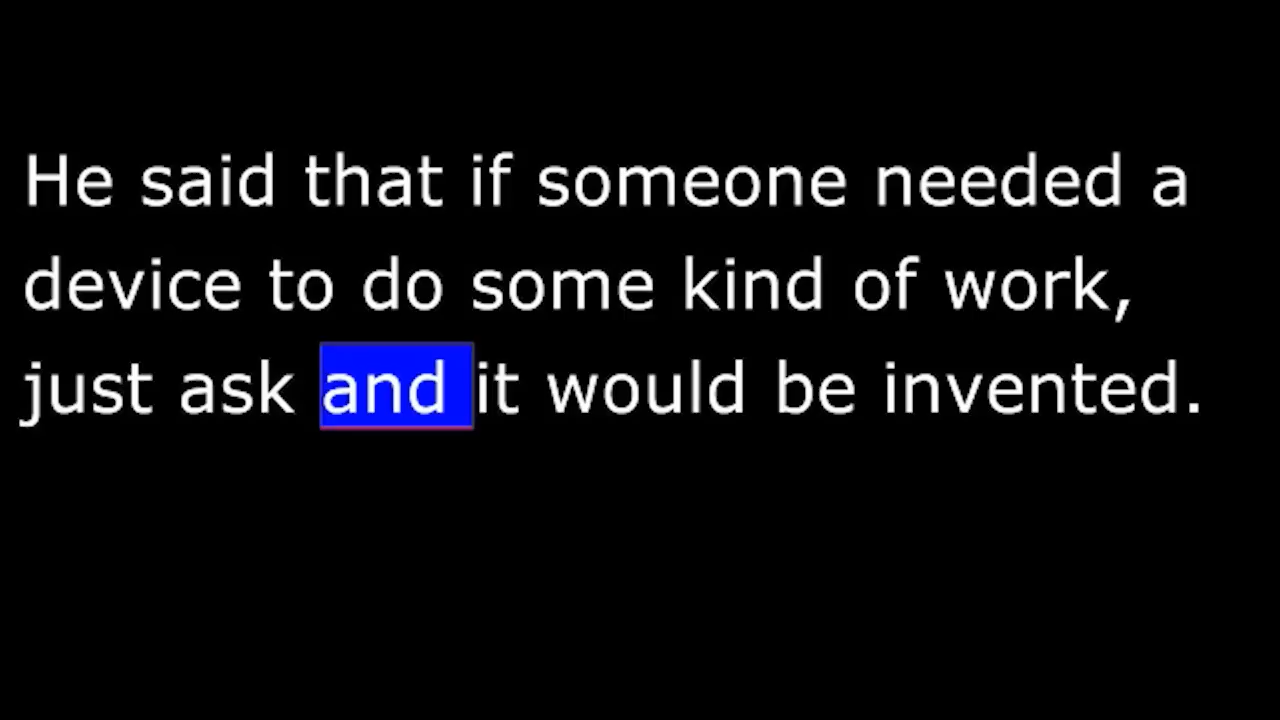 He said that if someone needed a
device to do some kind of work,
just ask and it would be invented.